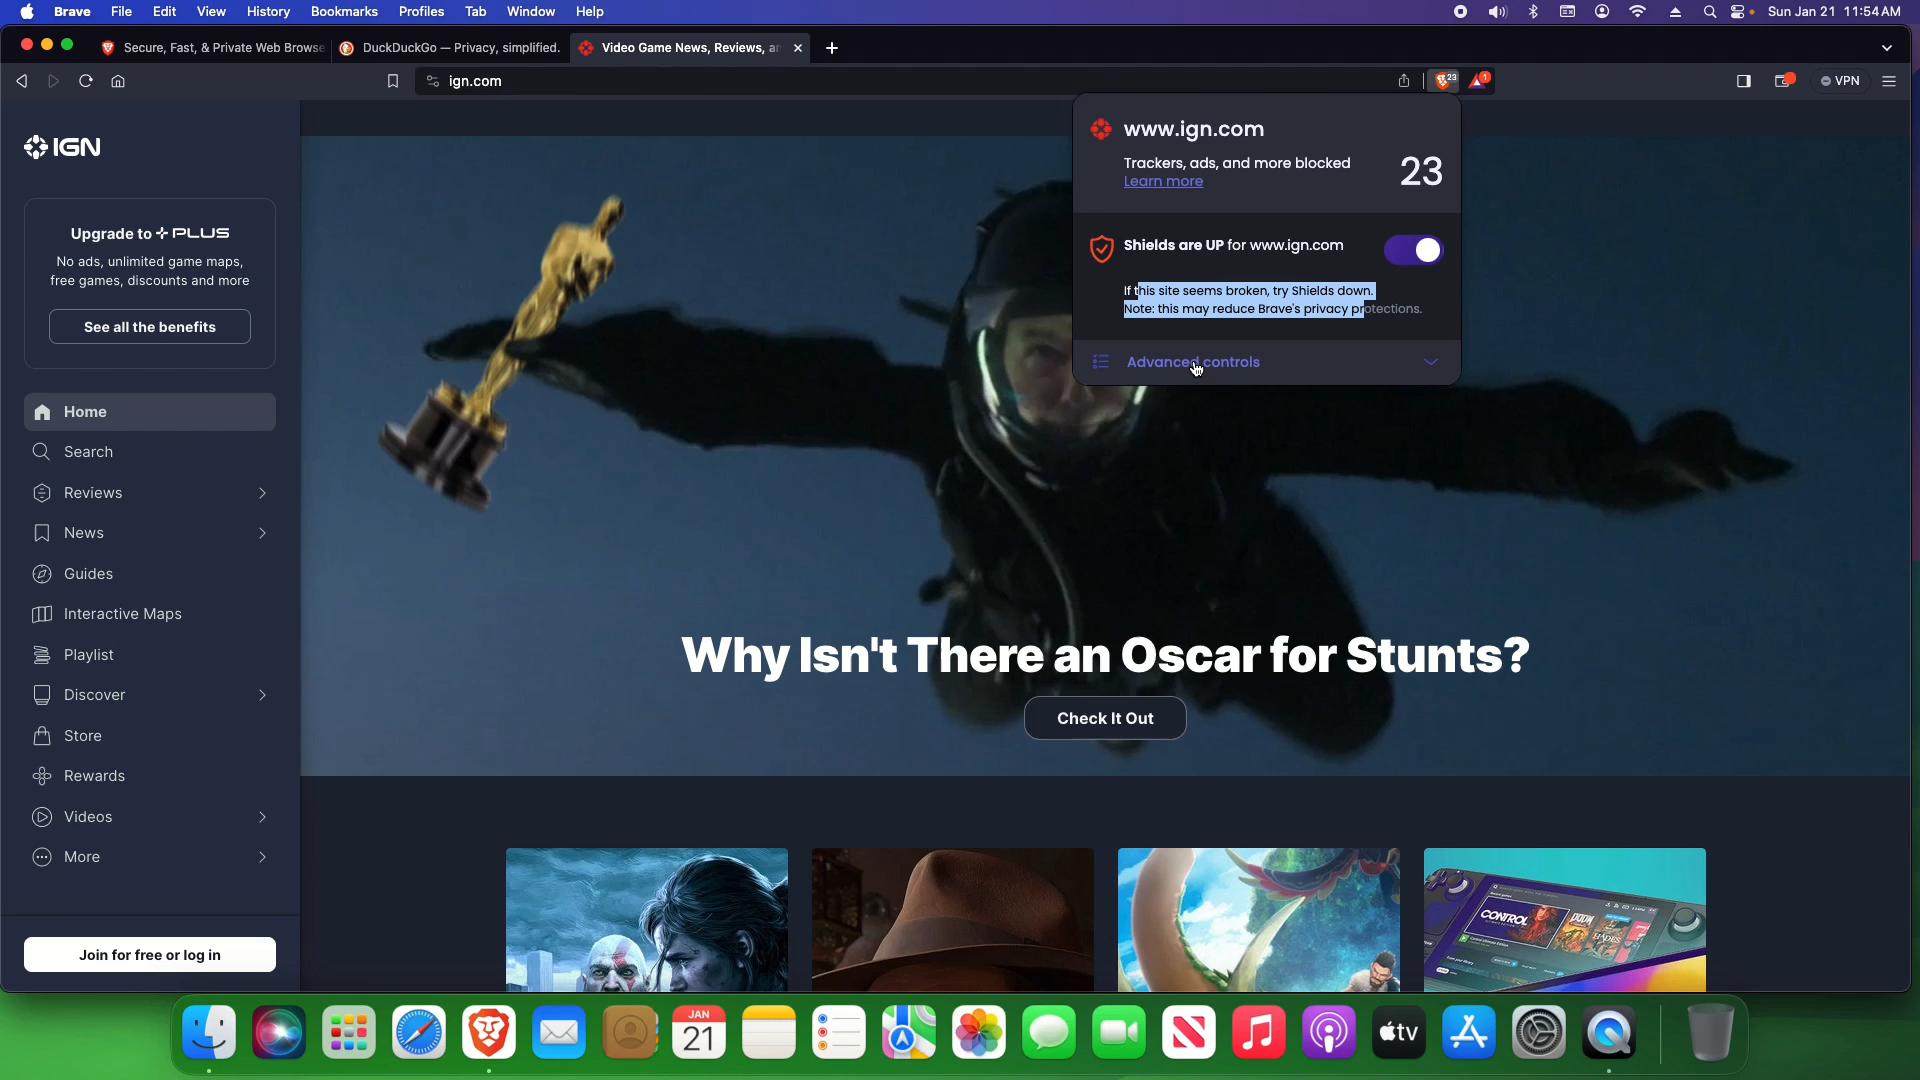 Brave File Edit View History Bookmarks Profiles Tab Window Help Sun Jan 21 11:54 AM
Secure, Fast, & Private Web Browse DuckDuckGo — Privacy, simplified. Video Game News, Reviews, an
ign.com 23 1 VPN
IGN
Upgrade to PLUS
No ads, unlimited game maps,
free games, discounts and more
See all the benefits
Home
Search
Reviews
News
Guides
Interactive Maps
Playlist
Discover
Store
Rewards
Videos
More
Join for free or log in
www.ign.com
Trackers, ads, and more blocked 23
Learn more
Shields are UP for www.ign.com
If this site seems broken, try Shields down.
Note: this may reduce Brave's privacy protections.
Advanced controls
Why Isn't There an Oscar for Stunts?
Check It Out
CONTROL DOOM HADES
JAN
21
tv